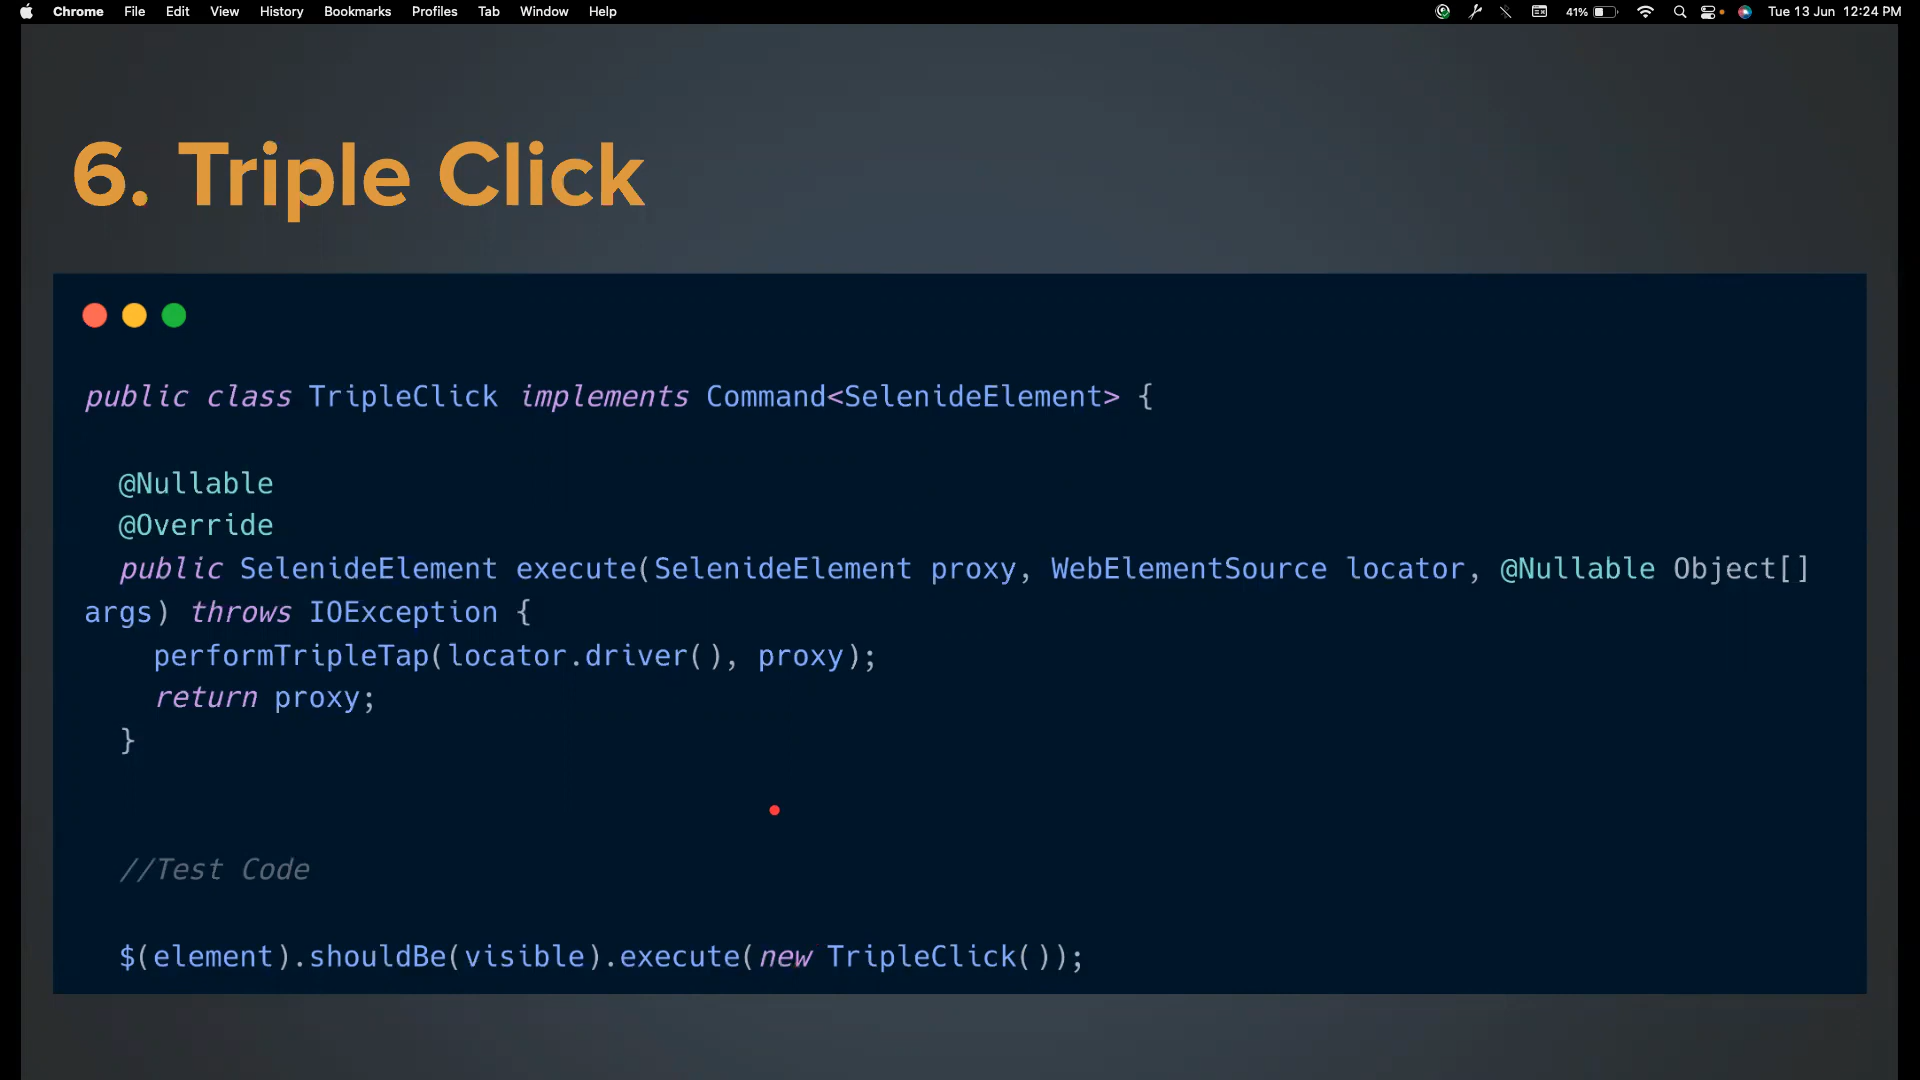 Chrome File Edit View History Bookmarks Profiles Tab Window Help 41% Tue 13 Jun 12:24 PM
6. Triple Click
public class TripleClick implements Command<SelenideElement> {
@Nullable
@Override
public SelenideElement execute(SelenideElement proxy, WebElementSource locator, @Nullable Object[]
args) throws IOException {
performTripleTap(locator.driver(), proxy);
return proxy;
}
//Test Code
$(element).shouldBe(visible).execute(new TripleClick());